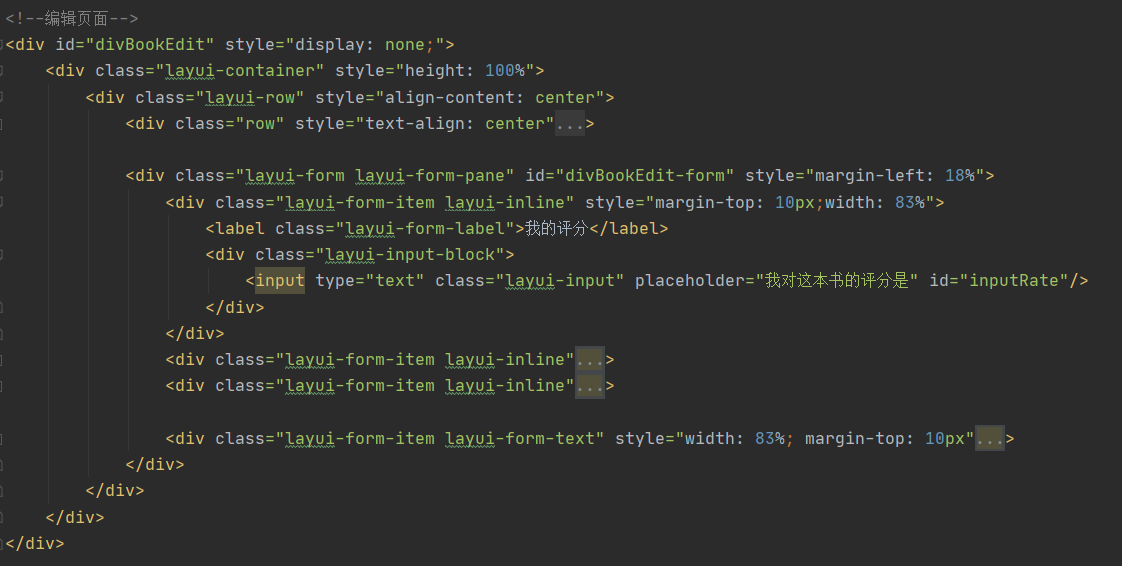 <!--编辑页面-->
<div id="divBookEdit" style="display: none;">
<div class="layui-container" style="height: 100%">
<div class="layui-row" style="align-content: center">
<div class="row" style="text-align: center"...>
<div class="layui-form layui-form-pane" id="divBookEdit-form" style="margin-left: 18%">
<div class="layui-form-item layui-inline" style="margin-top: 10px;width: 83%">
<label class="layui-form-label">我的评分</label>
<div class="layui-input-block">
<input type="text" class="layui-input" placeholder="我对这本书的评分是" id="inputRate"/>
</div>
</div>
<div class="layui-form-item layui-inline"...>
<div class="layui-form-item layui-inline"...>
<div class="layui-form-item layui-form-text" style="width: 83%; margin-top: 10px"...>
</div>
</div>
</div>
</div>